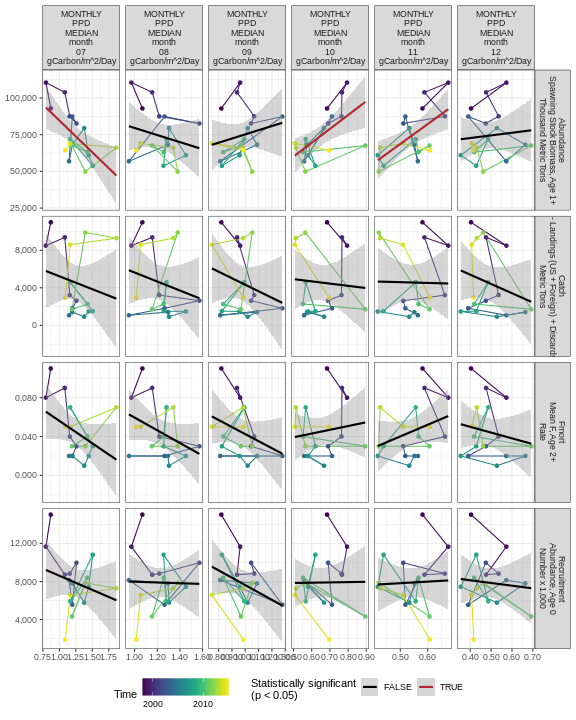 MONTHLY
PPD
MEDIAN
month
07
gCarbon/m^2/Day
MONTHLY
PPD
MEDIAN
month
08
gCarbon/m^2/Day
MONTHLY
PPD
MEDIAN
month
09
gCarbon/m^2/Day
MONTHLY
PPD
MEDIAN
month
10
gCarbon/m^2/Day
MONTHLY
PPD
MEDIAN
month
11
gCarbon/m^2/Day
MONTHLY
PPD
MEDIAN
month
12
gCarbon/m^2/Day
100,000
75,000
50,000
25,000
Abundance
Spawning Stock Biomass, Age 1+
Thousand Metric Tons
8,000
4,000
0
Catch
- Landings (US + Foreign) + Discards
Metric Tons
0.080
0.040
0.000
Fmort
Mean F, Age 2+
Rate
12,000
8,000
4,000
Recruitment
Abundance, Age 0
Number x 1,000
0.75 1.00 1.25 1.50 1.75
1.00 1.20 1.40 1.60
0.60 0.70 0.80 0.90
0.50 0.60
0.40 0.50 0.60 0.70
Time
2000 2010
Statistically significant
(p < 0.05)
FALSE
TRUE